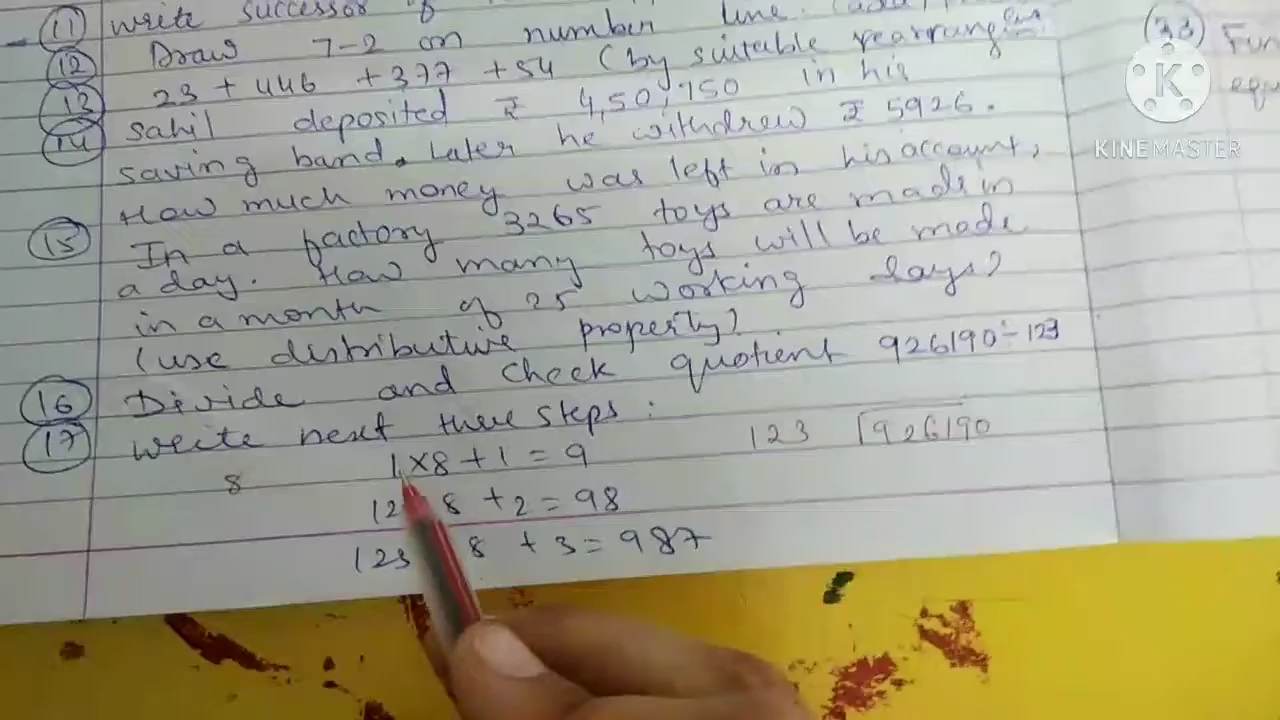 11 write successor of
12 Draw 7-2 on number line.
13 23 + 446 + 377 + 54 (by suitable rearrang
14 Sahil deposited ₹ 4,50,750 in his
saving band. Later he withdrew ₹ 5926.
How much money was left in his account,
15 In a factory 3265 toys are made in
a day. How many toys will be made
in a month of 25 working days?
(use distributive property)
16 Divide and check quotient 926190÷123
17 write next three steps:
123 926190
8 1×8+1 = 9
12 8 +2 = 98
123 8 +3 = 987
33 Fun
equ
K
KINEMASTER